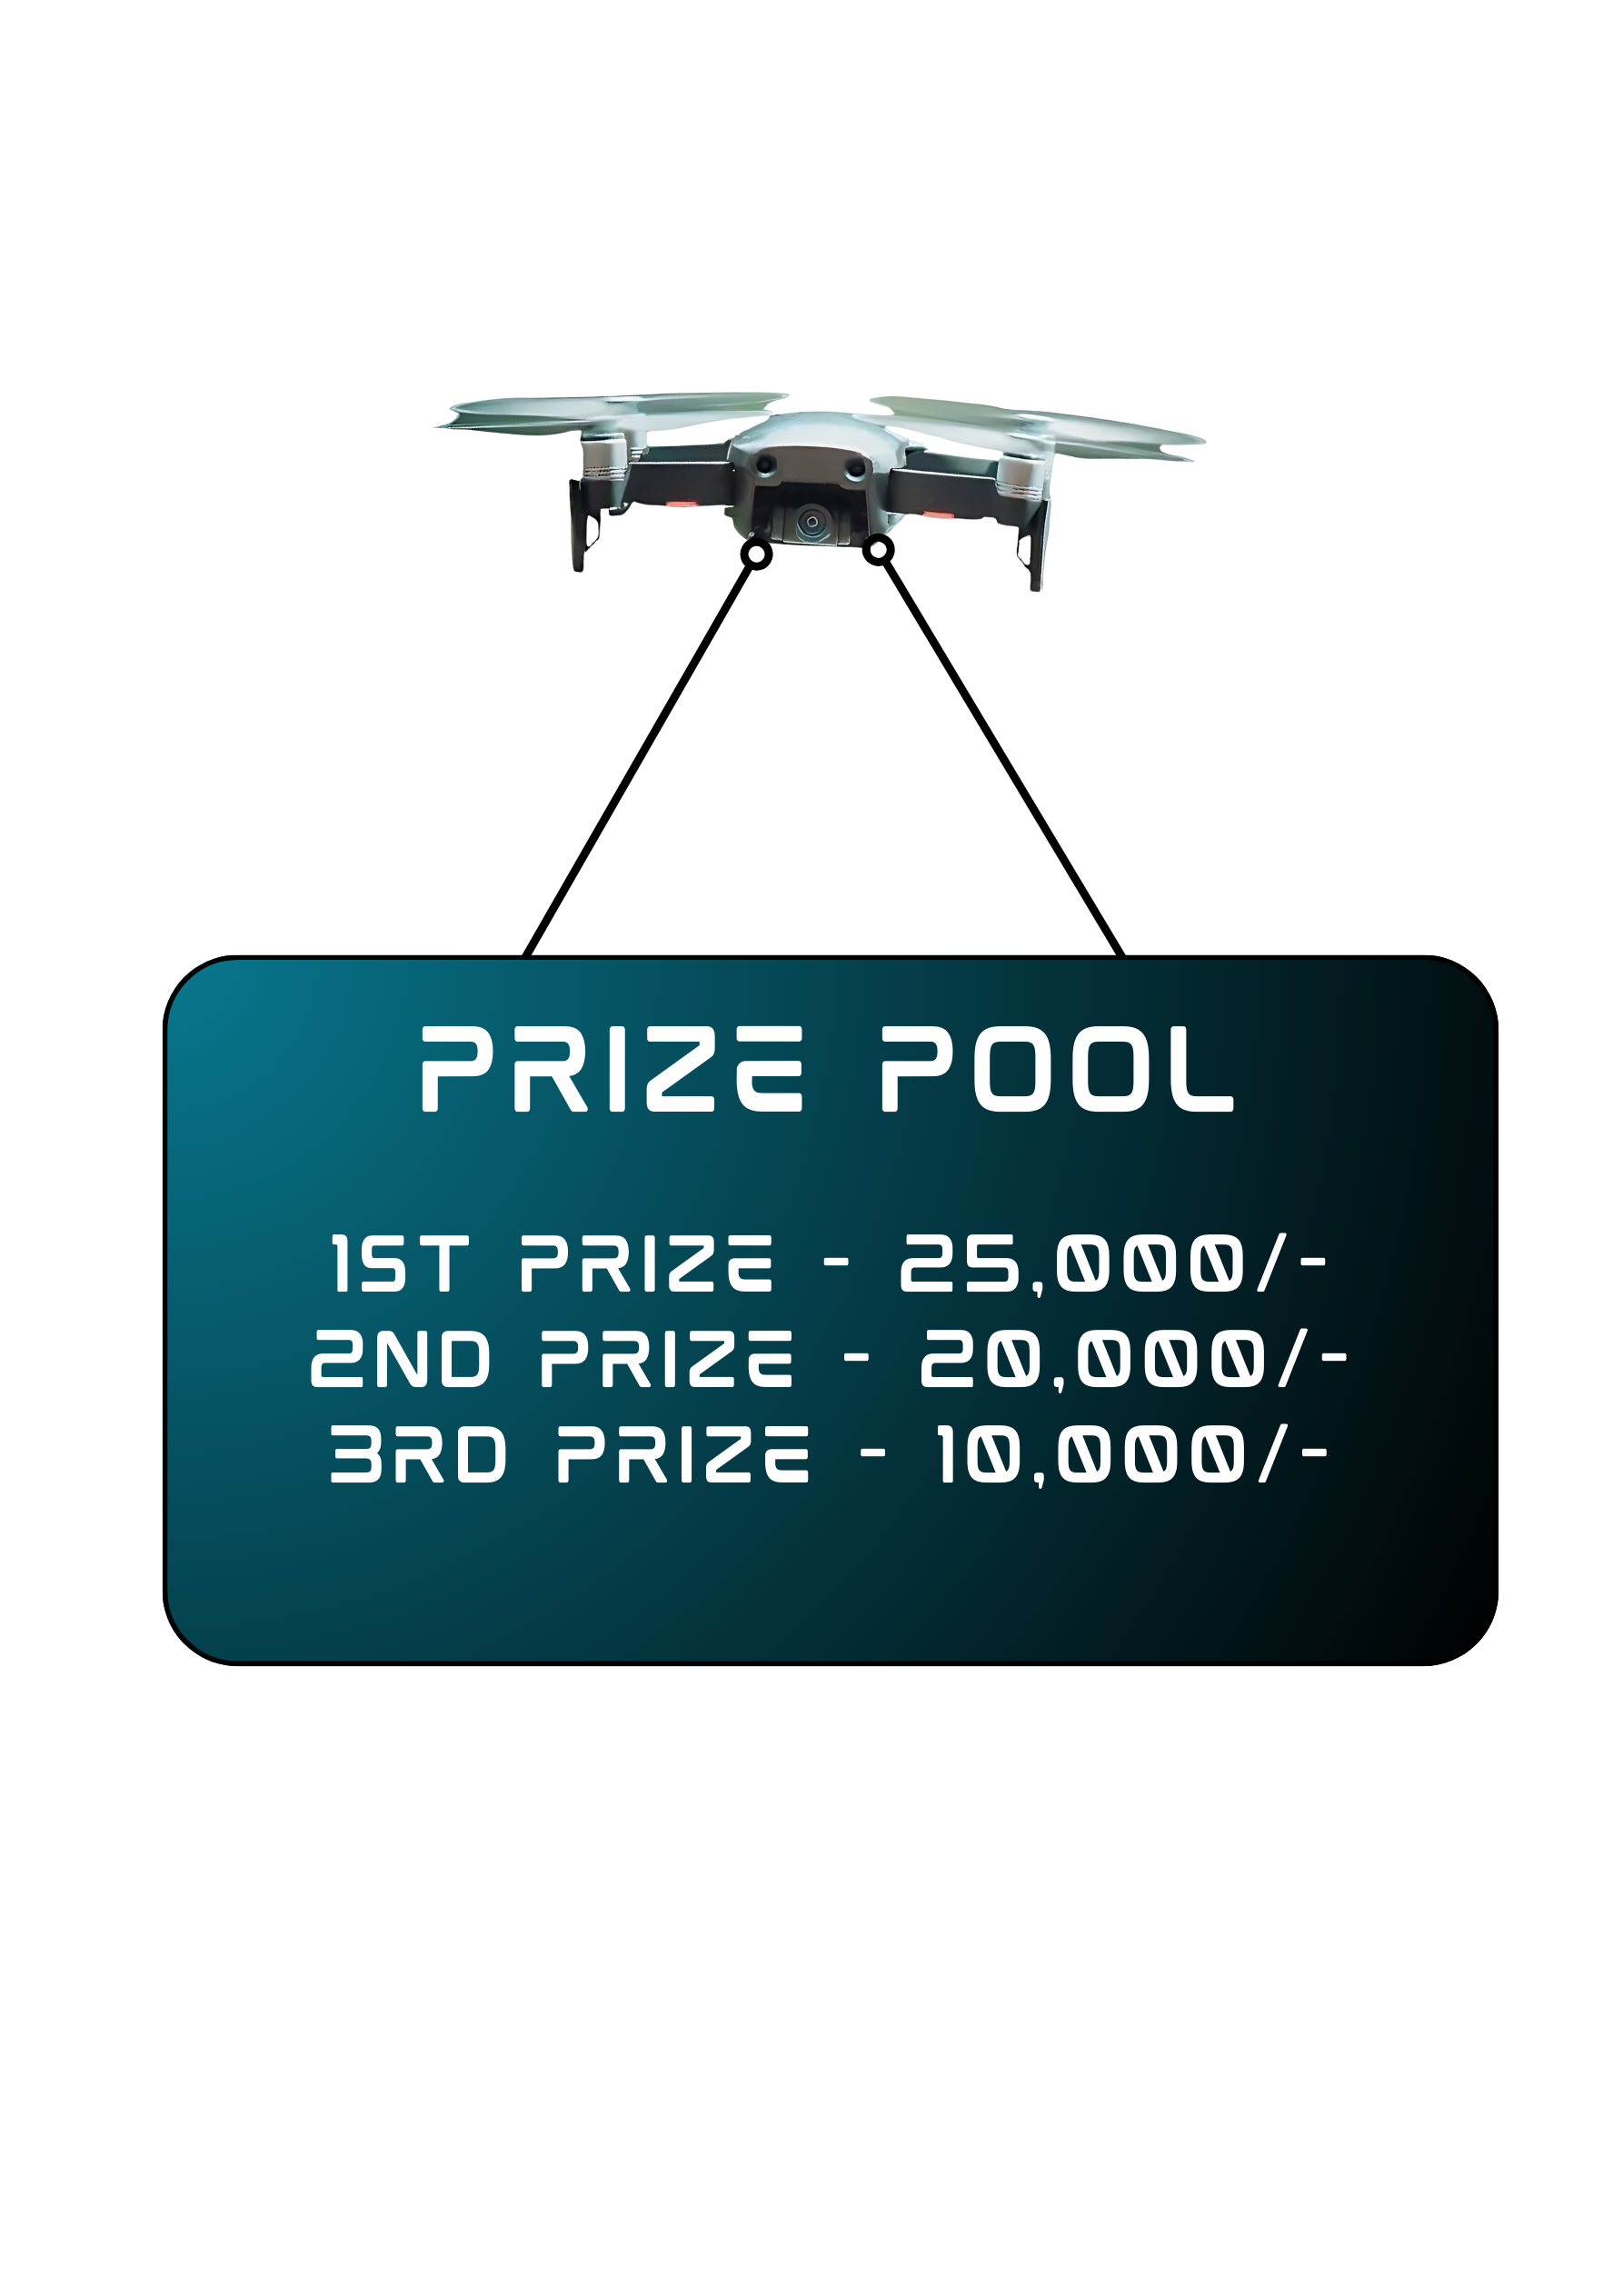 PRIZE POOL
1ST PRIZE - 25,000/-
2ND PRIZE - 20,000/-
3RD PRIZE - 10,000/-